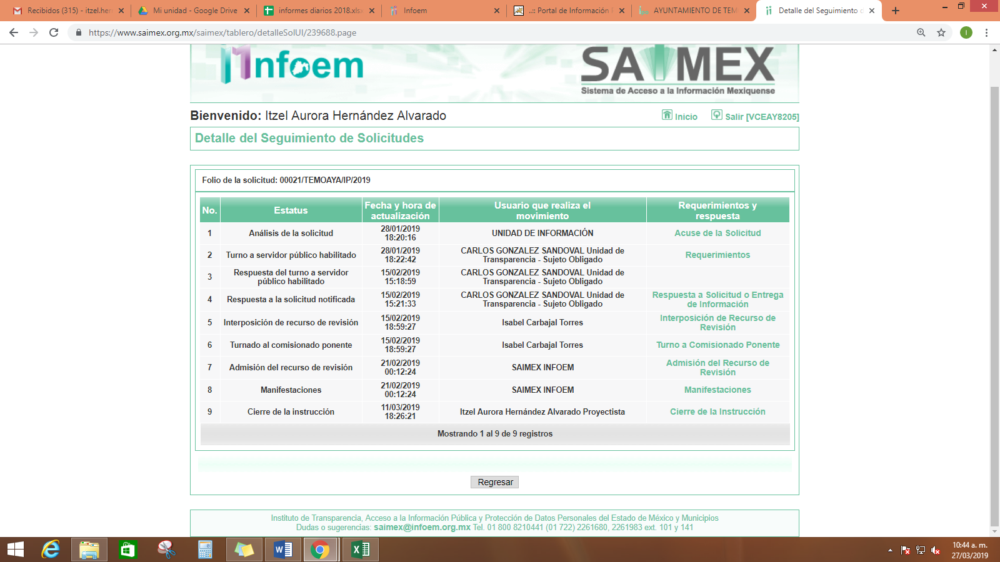 Recibidos (315) - itzel.her
Mi unidad - Google Drive
informes diarios 2018.xlsx
Infoem
..:: Portal de Información
AYUNTAMIENTO DE TEM
Detalle del Seguimiento d
https://www.saimex.org.mx/saimex/tablero/detalleSolUI/239688.page
I
Infoem
SAIMEX
Sistema de Acceso a la Información Mexiquense
Bienvenido: Itzel Aurora Hernández Alvarado
Inicio
Salir [VCEAY8205]
Detalle del Seguimiento de Solicitudes
Folio de la solicitud: 00021/TEMOAYA/IP/2019
No.
Estatus
Fecha y hora de
actualización
Usuario que realiza el
movimiento
Requerimientos y
respuesta
1
Análisis de la solicitud
28/01/2019
18:20:16
UNIDAD DE INFORMACIÓN
Acuse de la Solicitud
2
Turno a servidor público habilitado
28/01/2019
18:22:42
CARLOS GONZALEZ SANDOVAL Unidad de
Transparencia - Sujeto Obligado
Requerimientos
3
Respuesta del turno a servidor
público habilitado
15/02/2019
15:18:59
CARLOS GONZALEZ SANDOVAL Unidad de
Transparencia - Sujeto Obligado
4
Respuesta a la solicitud notificada
15/02/2019
15:21:33
CARLOS GONZALEZ SANDOVAL Unidad de
Transparencia - Sujeto Obligado
Respuesta a Solicitud o Entrega
de Información
5
Interposición de recurso de revisión
15/02/2019
18:59:27
Isabel Carbajal Torres
Interposición de Recurso de
Revisión
6
Turnado al comisionado ponente
15/02/2019
18:59:27
Isabel Carbajal Torres
Turno a Comisionado Ponente
7
Admisión del recurso de revisión
21/02/2019
00:12:24
SAIMEX INFOEM
Admisión del Recurso de
Revisión
8
Manifestaciones
21/02/2019
00:12:24
SAIMEX INFOEM
Manifestaciones
9
Cierre de la instrucción
11/03/2019
18:26:21
Itzel Aurora Hernández Alvarado Proyectista
Cierre de la Instrucción
Mostrando 1 al 9 de 9 registros
Regresar
Instituto de Transparencia, Acceso a la Información Pública y Protección de Datos Personales del Estado de México y Municipios
Dudas o sugerencias: saimex@infoem.org.mx Tel. 01 800 8210441 (01 722) 2261680, 2261983 ext. 101 y 141
10:44 a. m.
27/03/2019